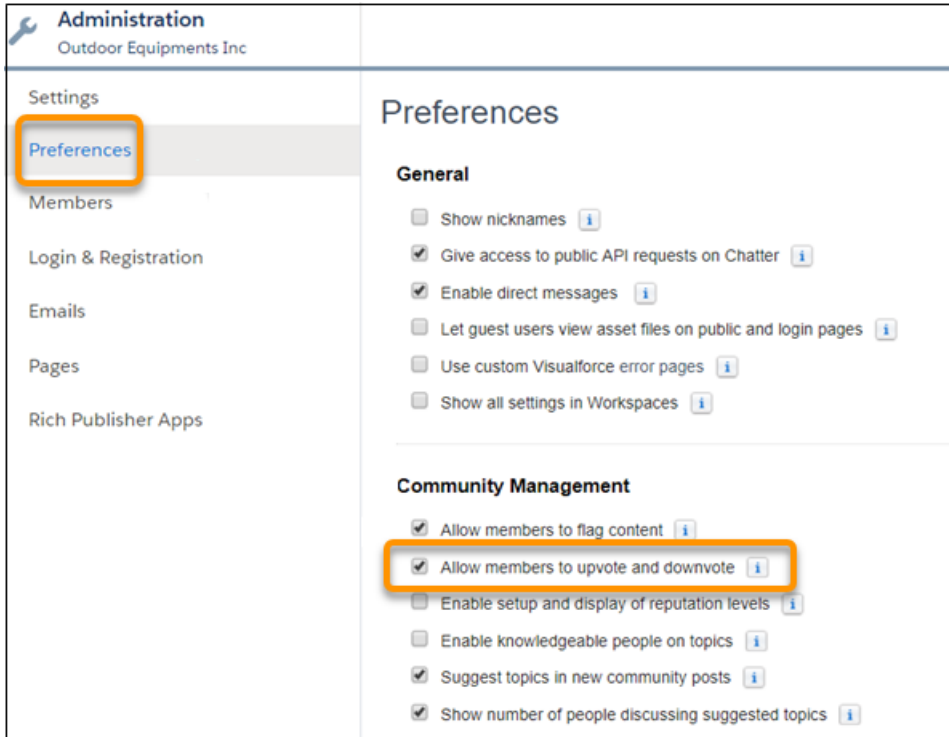 Administration
Outdoor Equipments Inc
Settings
Preferences
Members
Login & Registration
Emails
Pages
Rich Publisher Apps
Preferences
General
Show nicknames i
Give access to public API requests on Chatter i
Enable direct messages i
Let guest users view asset files on public and login pages i
Use custom Visualforce error pages i
Show all settings in Workspaces i
Community Management
Allow members to flag content i
Allow members to upvote and downvote i
Enable setup and display of reputation levels i
Enable knowledgeable people on topics i
Suggest topics in new community posts i
Show number of people discussing suggested topics i